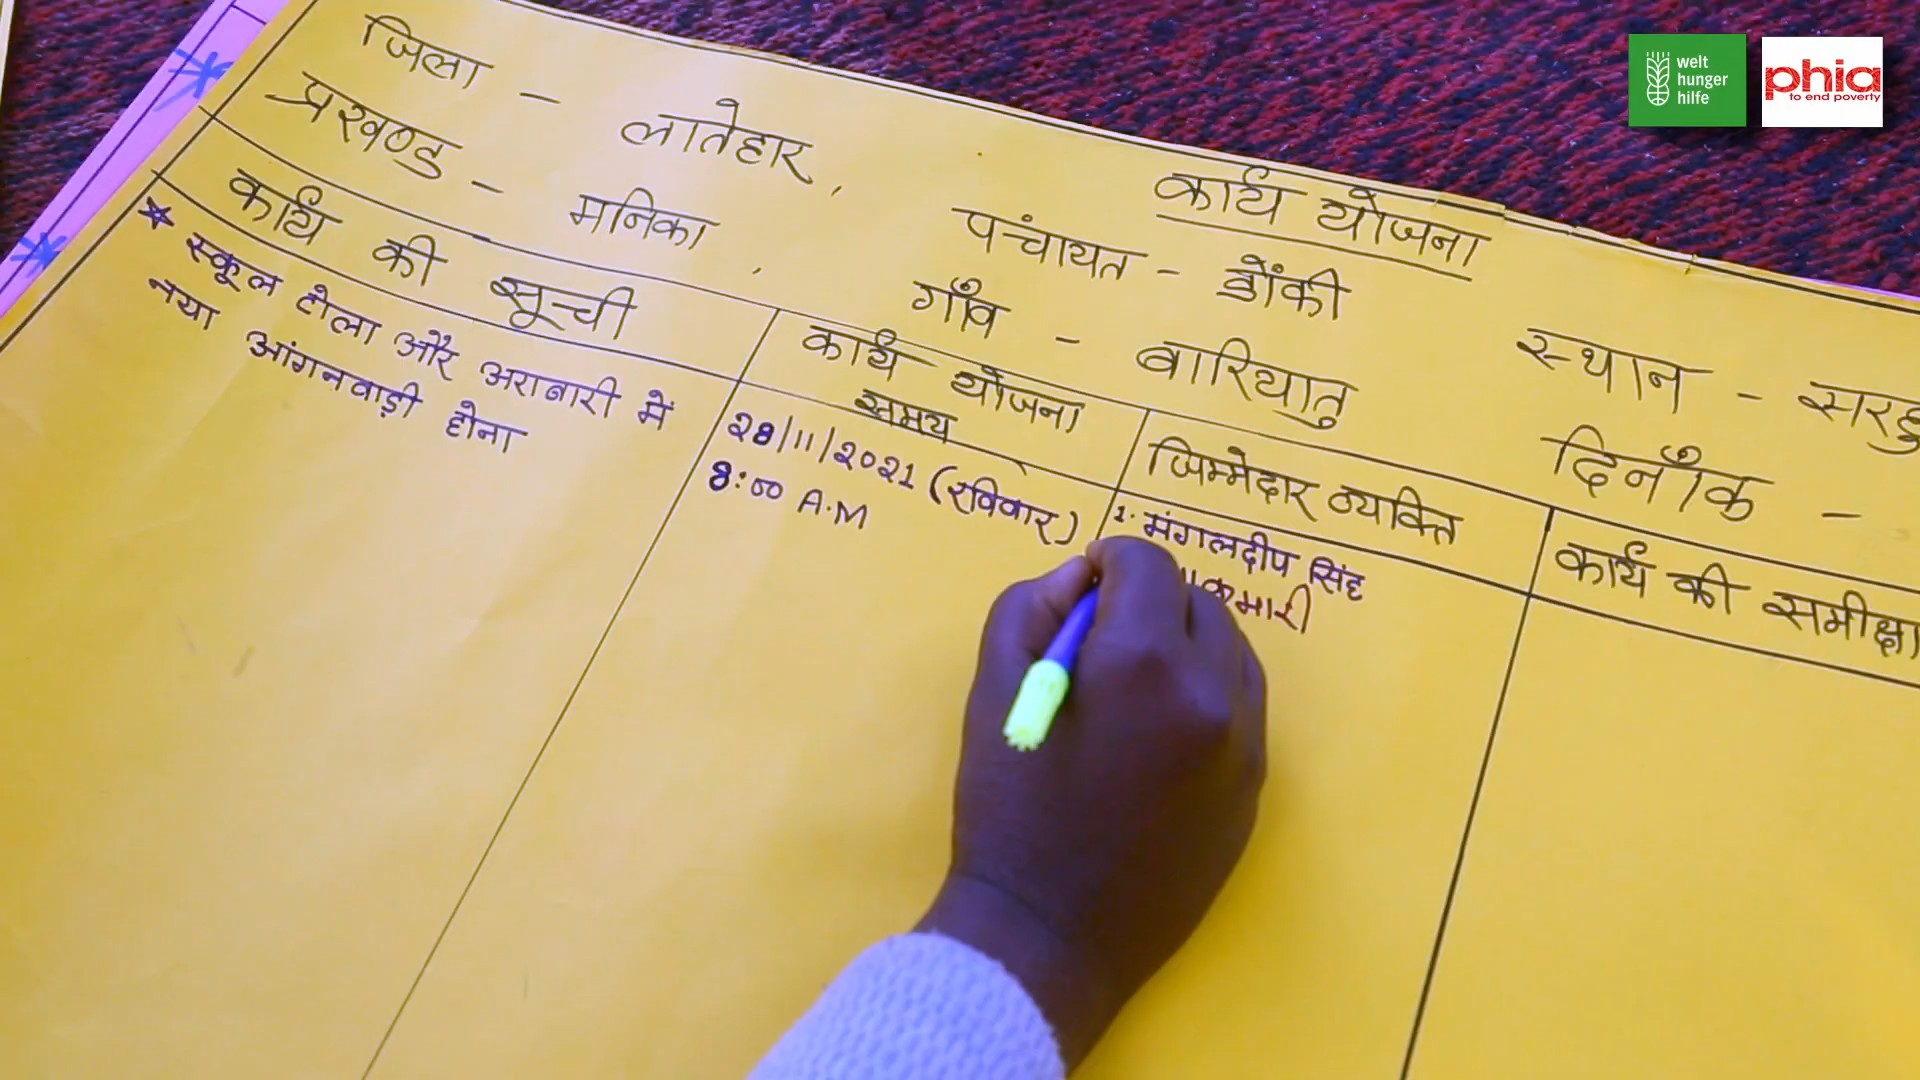 welt
hunger
hilfe
phia
to end poverty
कार्य योजना
जिला - लातेहार, पंचायत - डोंकी स्थान -
प्रखण्ड - मनिका, गाँव - बारियातु दिनाँक -
कार्य की सूची
कार्य योजना
समय
जिम्मेदार व्यक्ति
कार्य की समीक्षा
स्कूल टोला और अरानारी में
नया आंगनवाड़ी होना
28/11/2021 (रविवार)
8:00 A.M
1. मंगलदीप सिंह
कुमारी